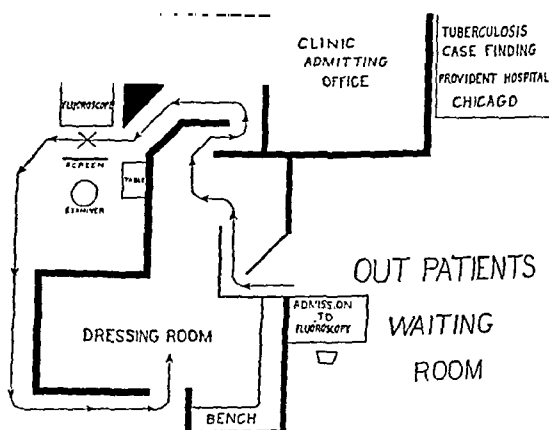 CLINIC
ADMITTING
OFFICE
TUBERCULOSIS
CASE FINDING
PROVIDENT HOSPITAL
CHICAGO
FLUOROSCOPE
SCREEN
TABLE
EXAMINER
OUT PATIENTS
WAITING
ROOM
ADMISSION
TO
FLUOROSCOPY
DRESSING ROOM
BENCH